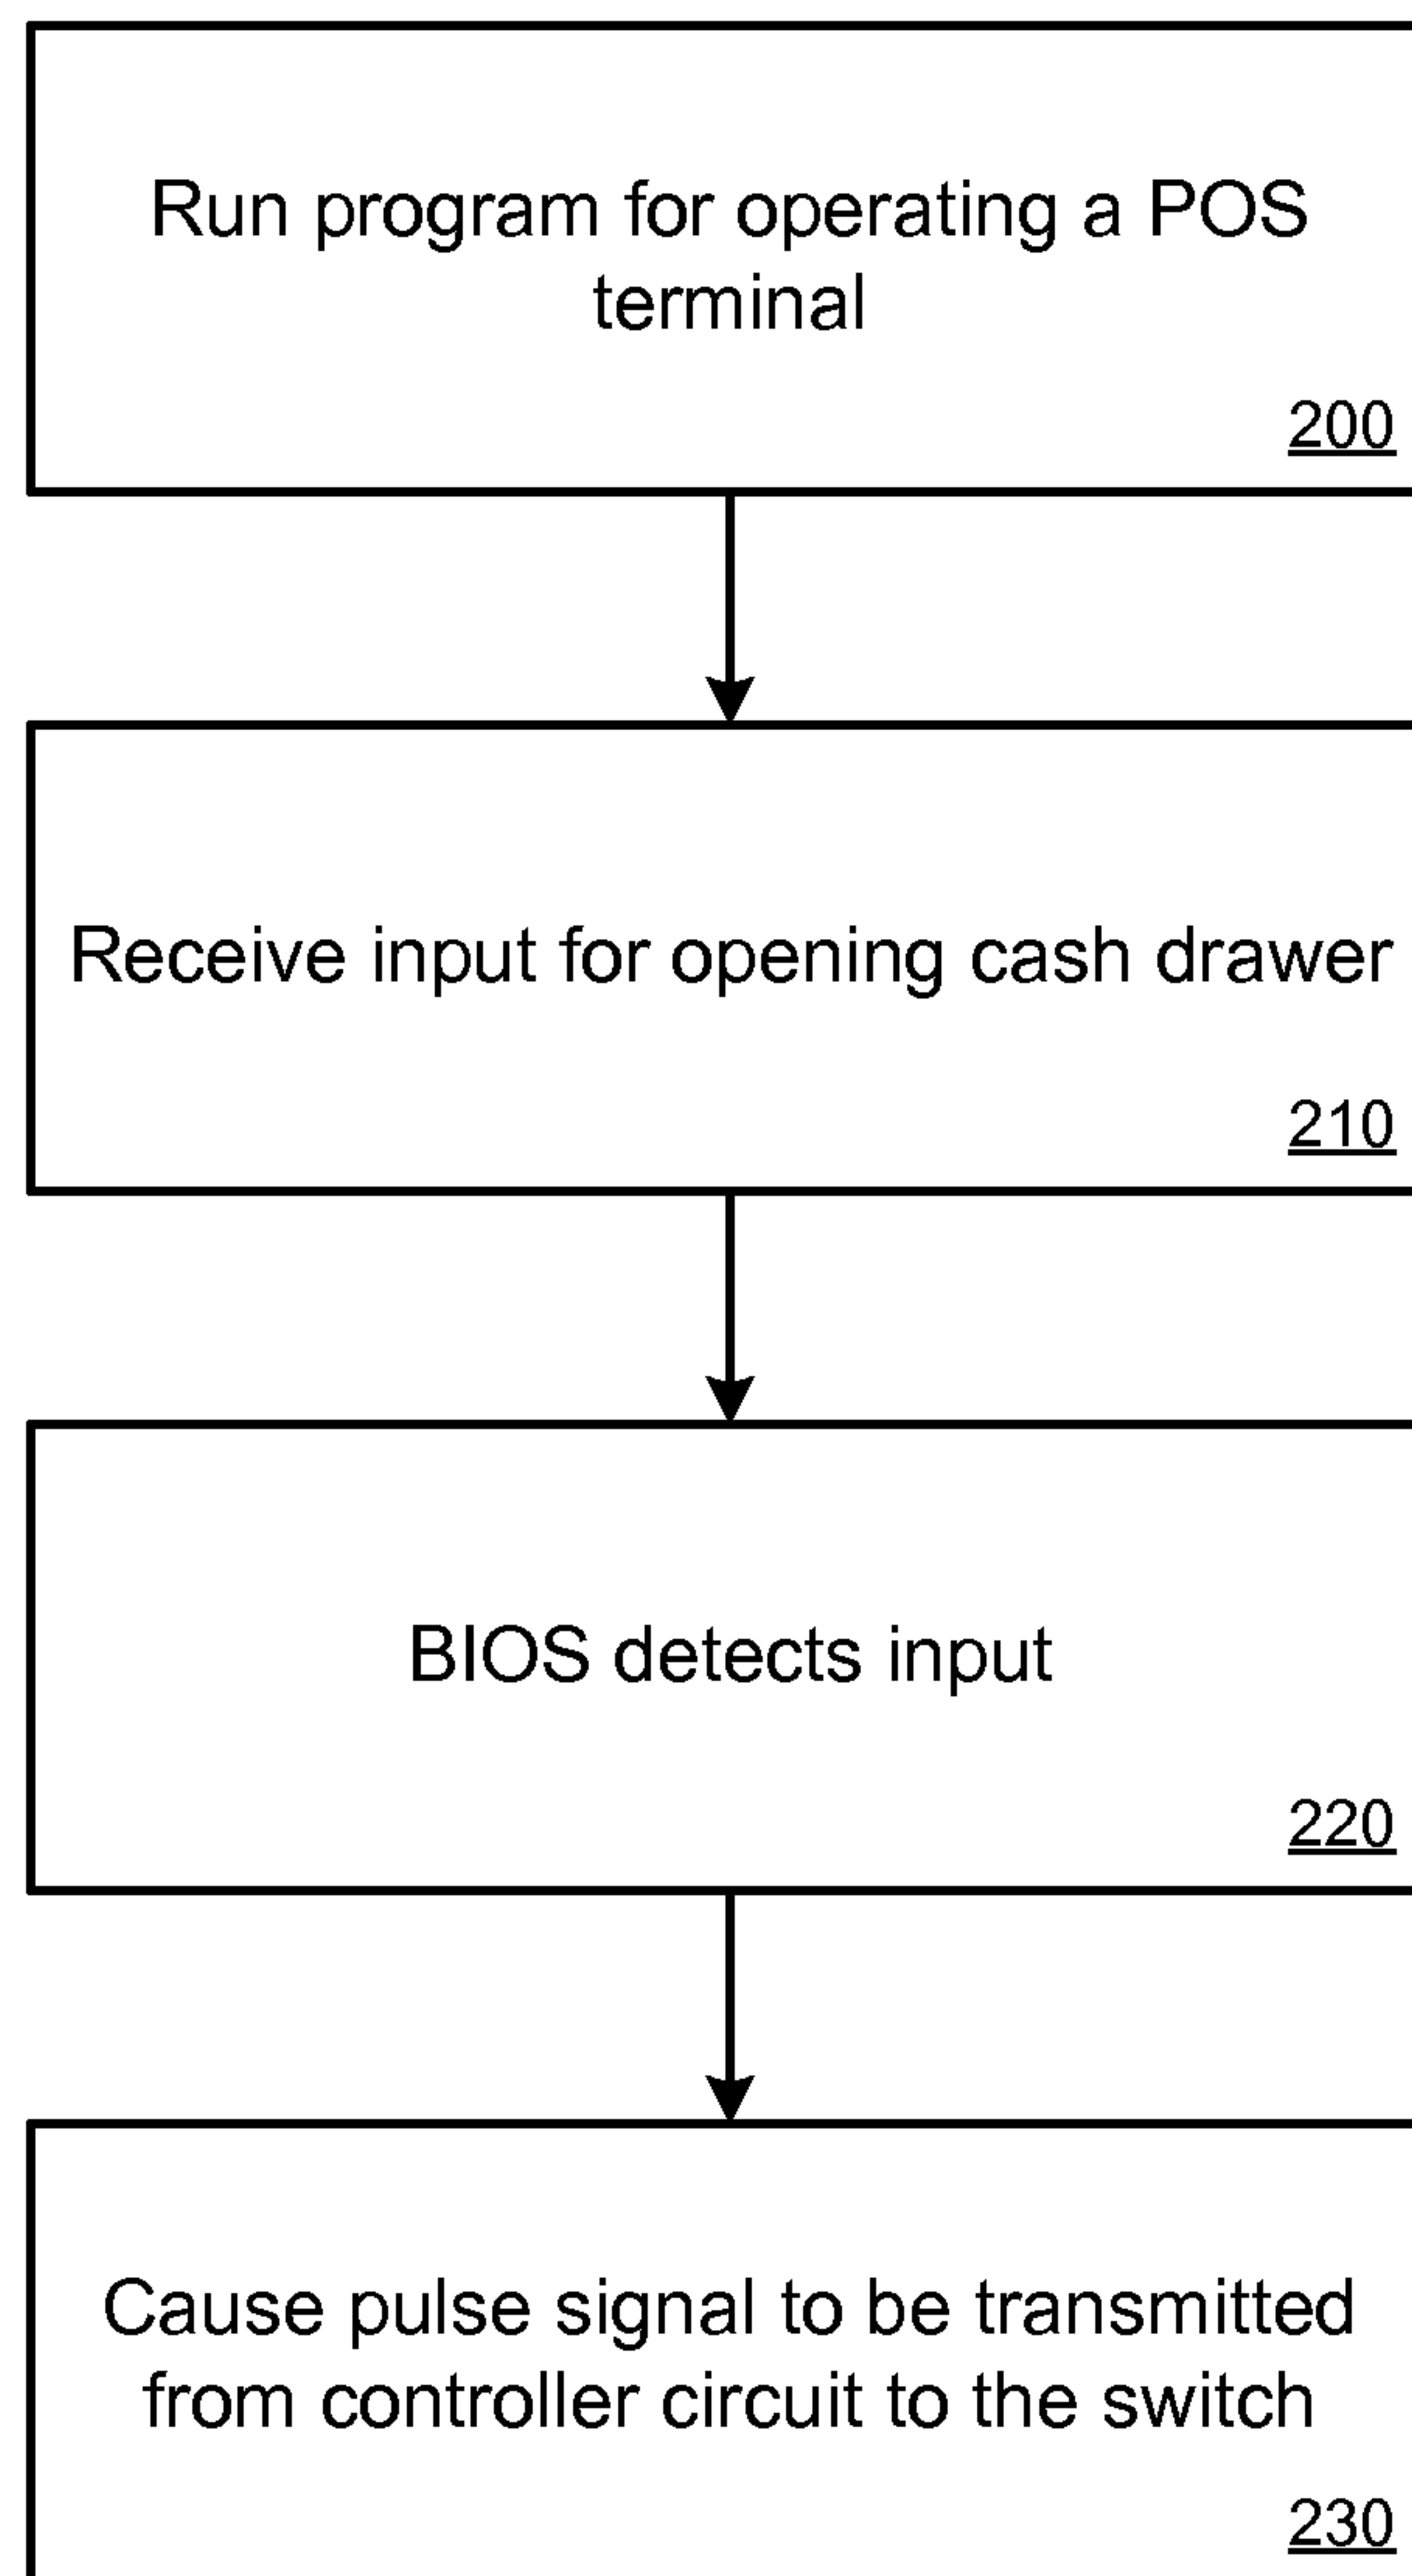 Run program for operating a POS
terminal
200
Receive input for opening cash drawer
210
BIOS detects input
220
Cause pulse signal to be transmitted
from controller circuit to the switch
230